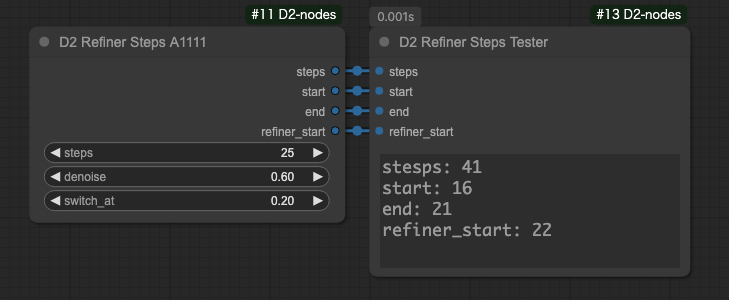 #11 D2-nodes
D2 Refiner Steps A1111
steps
start
end
refiner_start
steps 25
denoise 0.60
switch_at 0.20
0.001s
#13 D2-nodes
D2 Refiner Steps Tester
steps
start
end
refiner_start
stesps: 41
start: 16
end: 21
refiner_start: 22